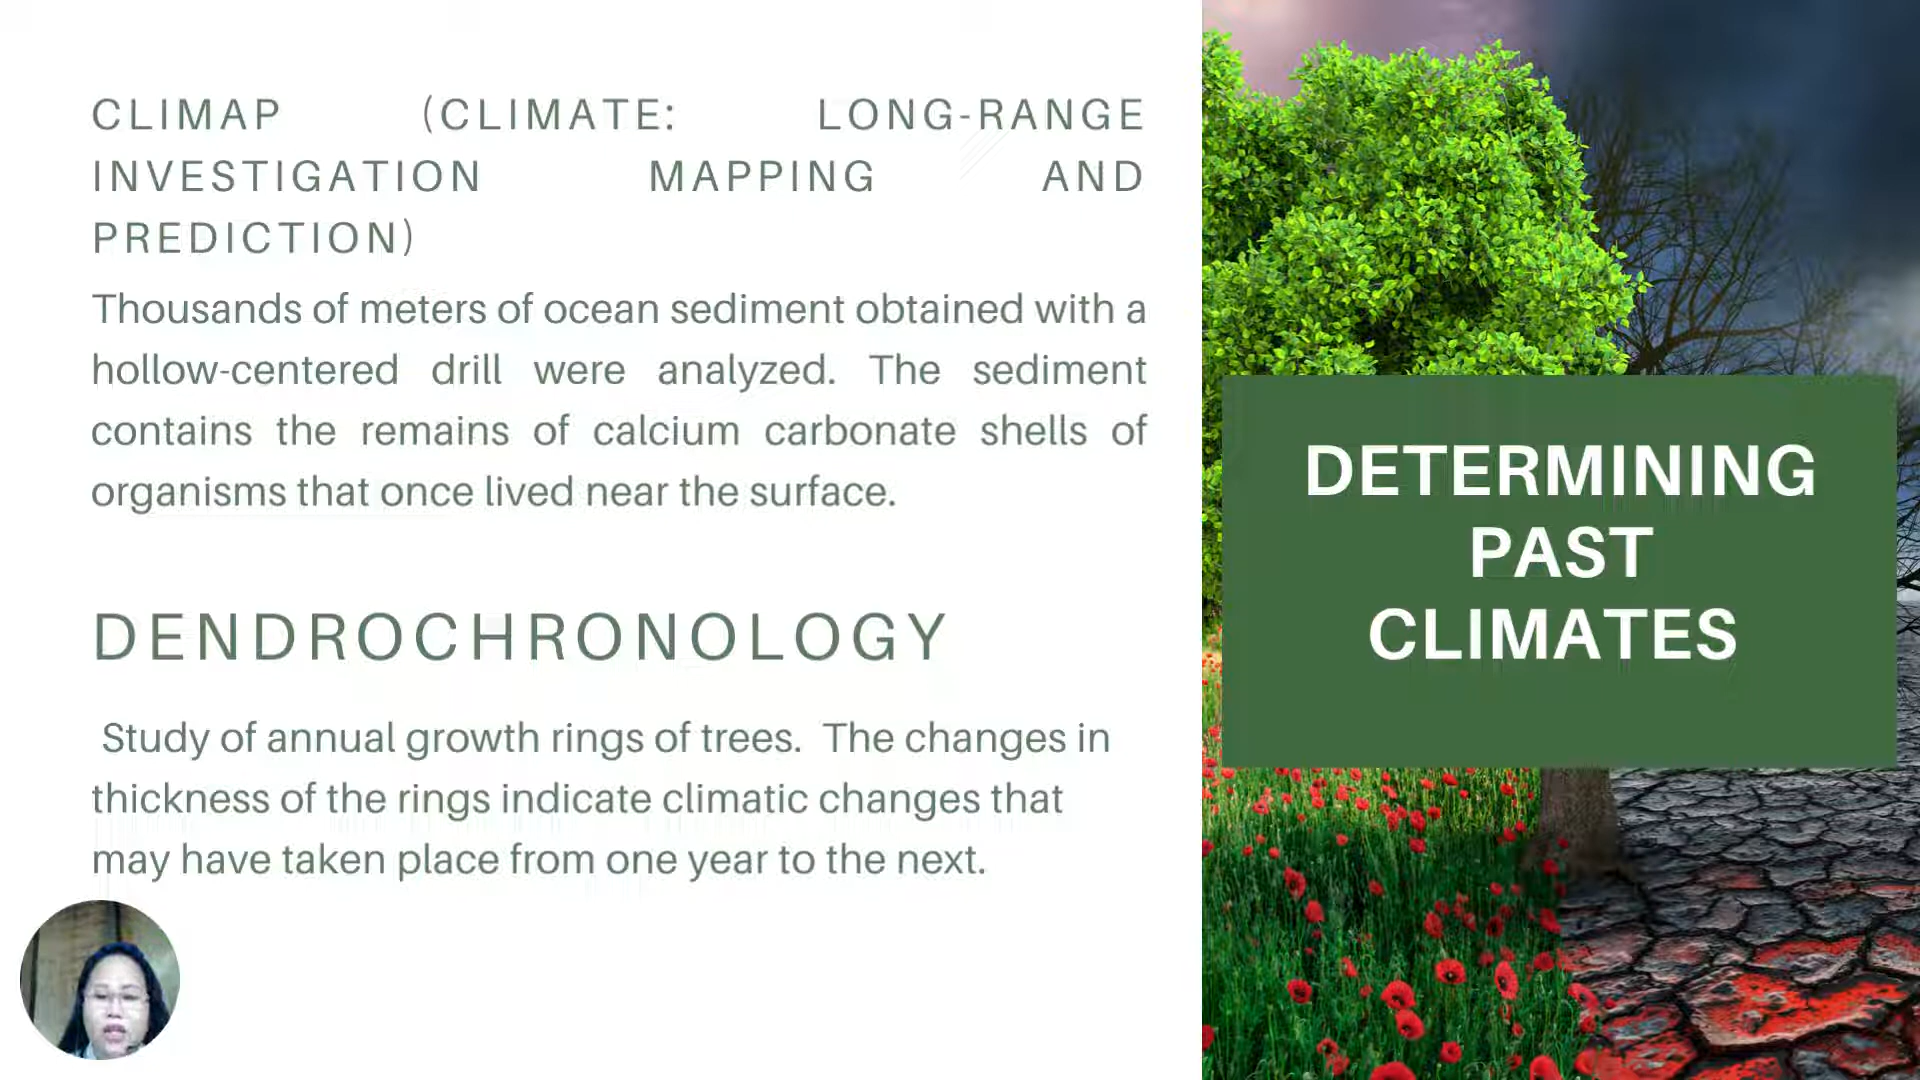 CLIMAP (CLIMATE: LONG-RANGE
INVESTIGATION MAPPING AND
PREDICTION)
Thousands of meters of ocean sediment obtained with a
hollow-centered drill were analyzed. The sediment
contains the remains of calcium carbonate shells of
organisms that once lived near the surface.
DENDROCHRONOLOGY
Study of annual growth rings of trees. The changes in
thickness of the rings indicate climatic changes that
may have taken place from one year to the next.
DETERMINING
PAST
CLIMATES